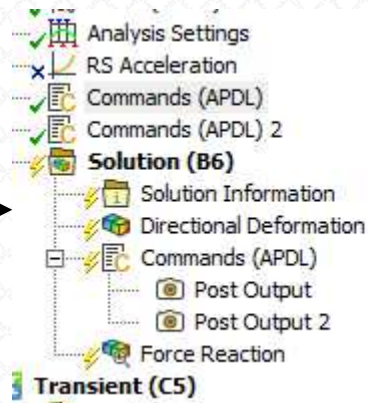 Analysis Settings
RS Acceleration
Commands (APDL)
Commands (APDL) 2
Solution (B6)
Solution Information
Directional Deformation
Commands (APDL)
Post Output
Post Output 2
Force Reaction
Transient (C5)